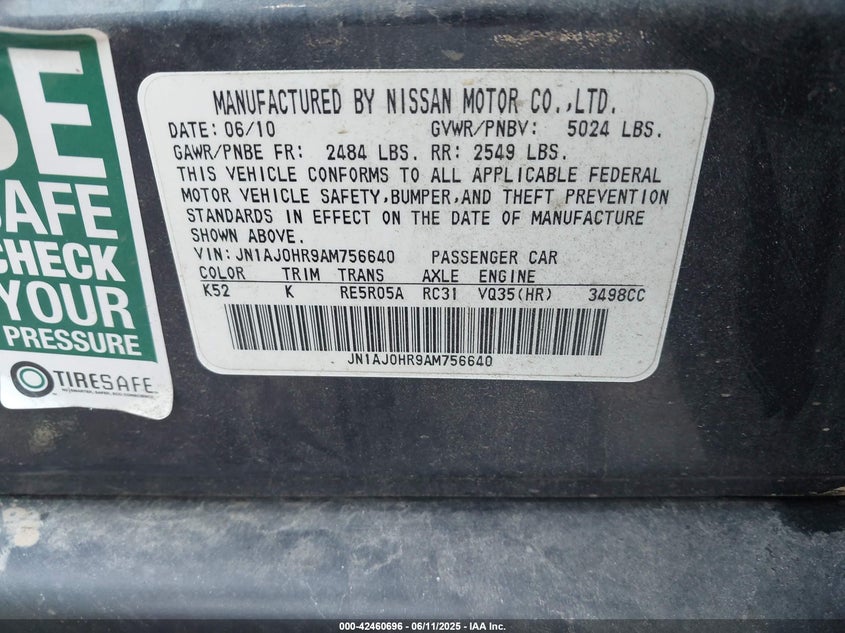 E
SAFE
CHECK
YOUR
PRESSURE
TIRESAFE
MANUFACTURED BY NISSAN MOTOR CO.,LTD.
DATE: 06/10 GVWR/PNBV: 5024 LBS.
GAWR/PNBE FR: 2484 LBS. RR: 2549 LBS.
THIS VEHICLE CONFORMS TO ALL APPLICABLE FEDERAL
MOTOR VEHICLE SAFETY,BUMPER,AND THEFT PREVENTION
STANDARDS IN EFFECT ON THE DATE OF MANUFACTURE
SHOWN ABOVE.
VIN: JN1AJ0HR9AM756640 PASSENGER CAR
COLOR TRIM TRANS AXLE ENGINE
K52 K RE5R05A RC31 VQ35(HR) 3498CC
JN1AJ0HR9AM756640
000-42460696 - 06/11/2025 - IAA Inc.